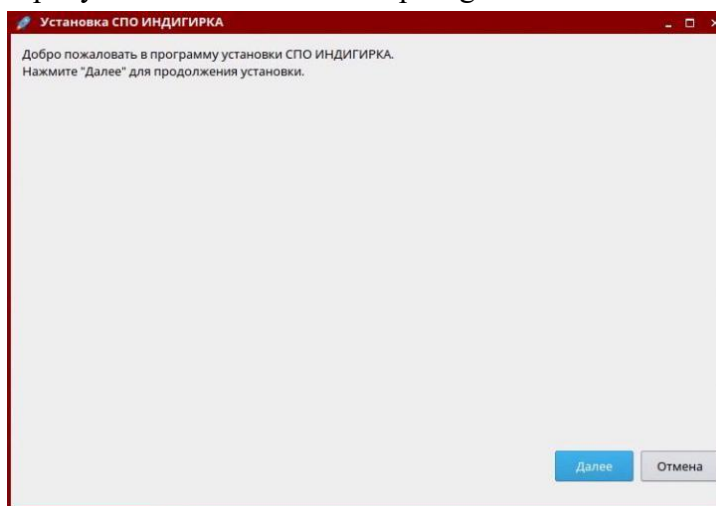 Установка СПО ИНДИГИРКА
Добро пожаловать в программу установки СПО ИНДИГИРКА.
Нажмите "Далее" для продолжения установки.
Далее Отмена